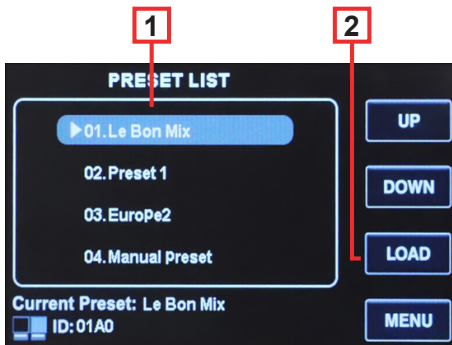 1 2
PRESET LIST
01.Le Bon Mix
02.Preset 1
03.Europe2
04.Manual Preset
UP
DOWN
LOAD
MENU
Current Preset: Le Bon Mix
ID:01A0